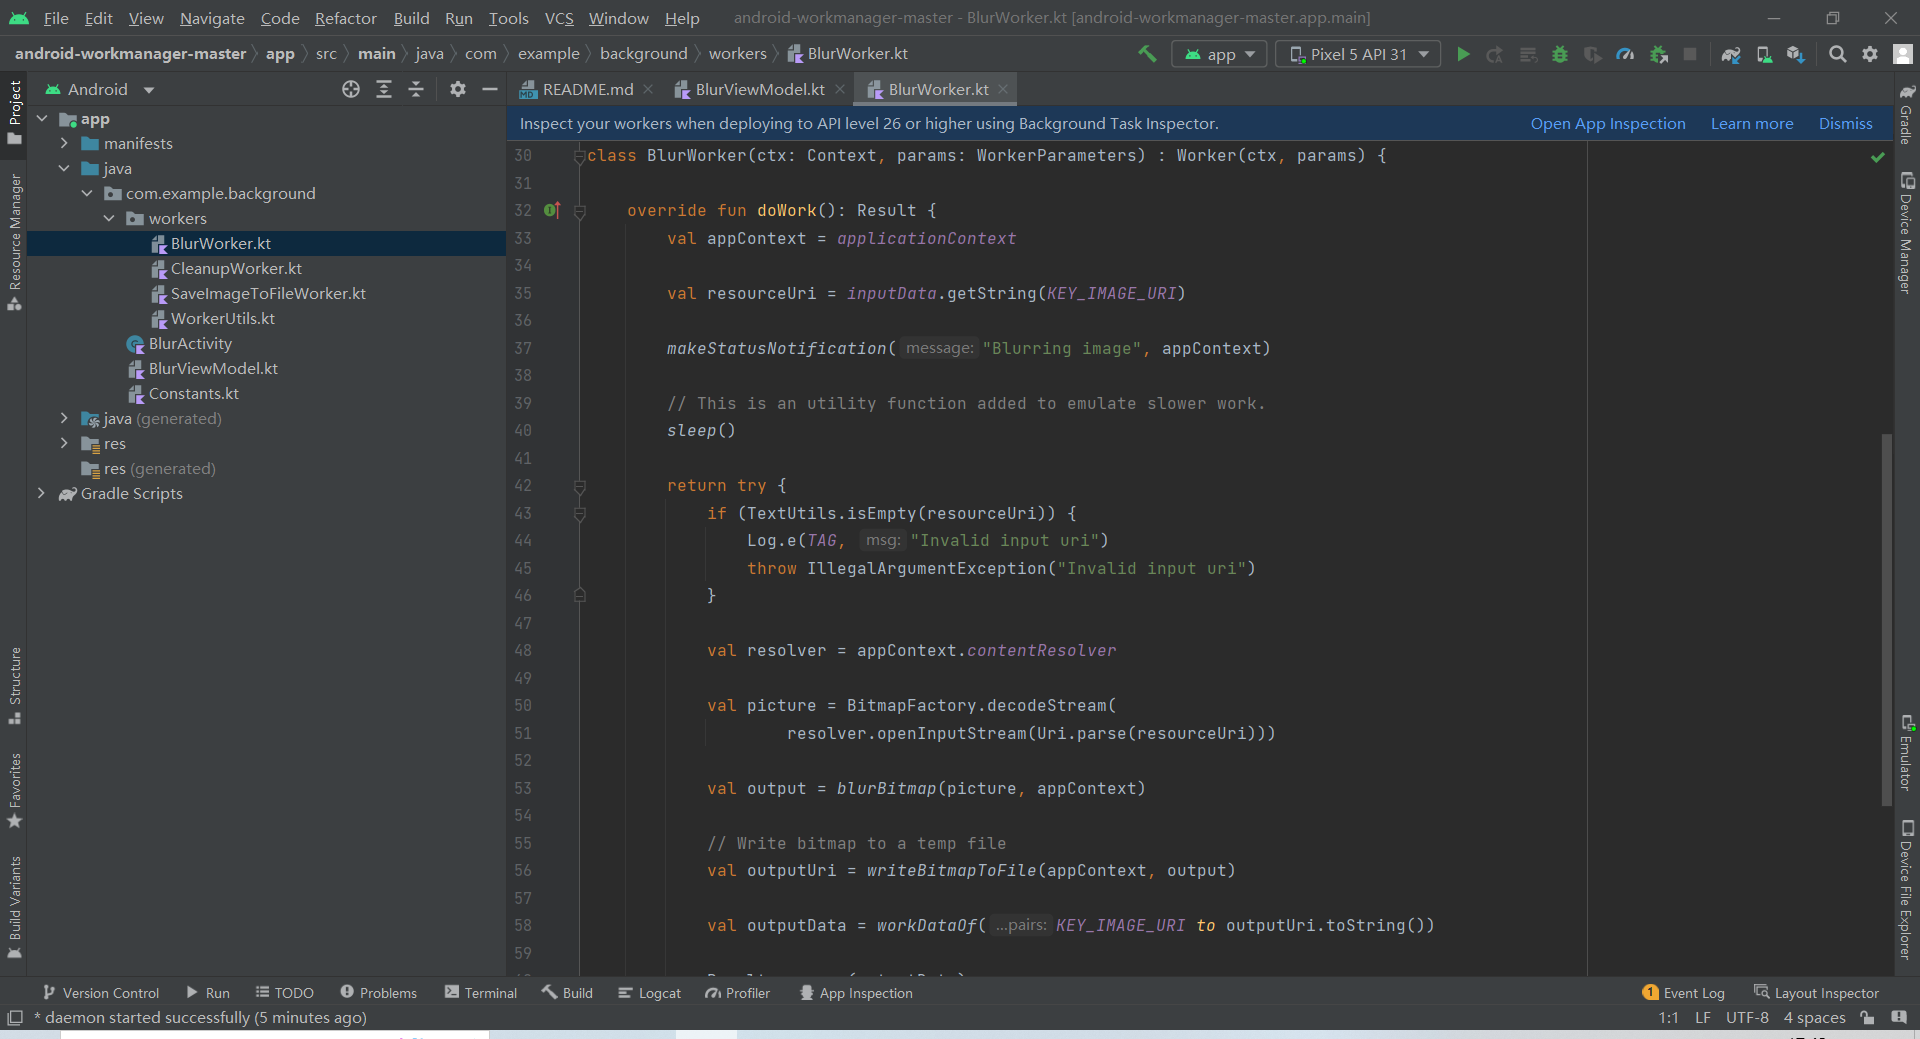 File Edit View Navigate Code Refactor Build Run Tools VCS Window Help android-workmanager-master - BlurWorker.kt [android-workmanager-master.app.main]
android-workmanager-master app src main java com example background workers BlurWorker.kt app Pixel 5 API 31
Project
Resource Manager
Structure
Favorites
Build Variants
Android
app
manifests
java
com.example.background
workers
BlurWorker.kt
CleanupWorker.kt
SaveImageToFileWorker.kt
WorkerUtils.kt
BlurActivity
BlurViewModel.kt
Constants.kt
java (generated)
res
res (generated)
Gradle Scripts
README.md BlurViewModel.kt BlurWorker.kt
Inspect your workers when deploying to API level 26 or higher using Background Task Inspector. Open App Inspection Learn more Dismiss
30 class BlurWorker(ctx: Context, params: WorkerParameters) : Worker(ctx, params) {
31
32 override fun doWork(): Result {
33 val appContext = applicationContext
34
35 val resourceUri = inputData.getString(KEY_IMAGE_URI)
36
37 makeStatusNotification( message: "Blurring image", appContext)
38
39 // This is an utility function added to emulate slower work.
40 sleep()
41
42 return try {
43 if (TextUtils.isEmpty(resourceUri)) {
44 Log.e(TAG, msg: "Invalid input uri")
45 throw IllegalArgumentException("Invalid input uri")
46 }
47
48 val resolver = appContext.contentResolver
49
50 val picture = BitmapFactory.decodeStream(
51 resolver.openInputStream(Uri.parse(resourceUri)))
52
53 val output = blurBitmap(picture, appContext)
54
55 // Write bitmap to a temp file
56 val outputUri = writeBitmapToFile(appContext, output)
57
58 val outputData = workDataOf( ...pairs: KEY_IMAGE_URI to outputUri.toString())
59
Gradle
Device Manager
Emulator
Device File Explorer
Version Control Run TODO Problems Terminal Build Logcat Profiler App Inspection 1 Event Log Layout Inspector
* daemon started successfully (5 minutes ago) 1:1 LF UTF-8 4 spaces